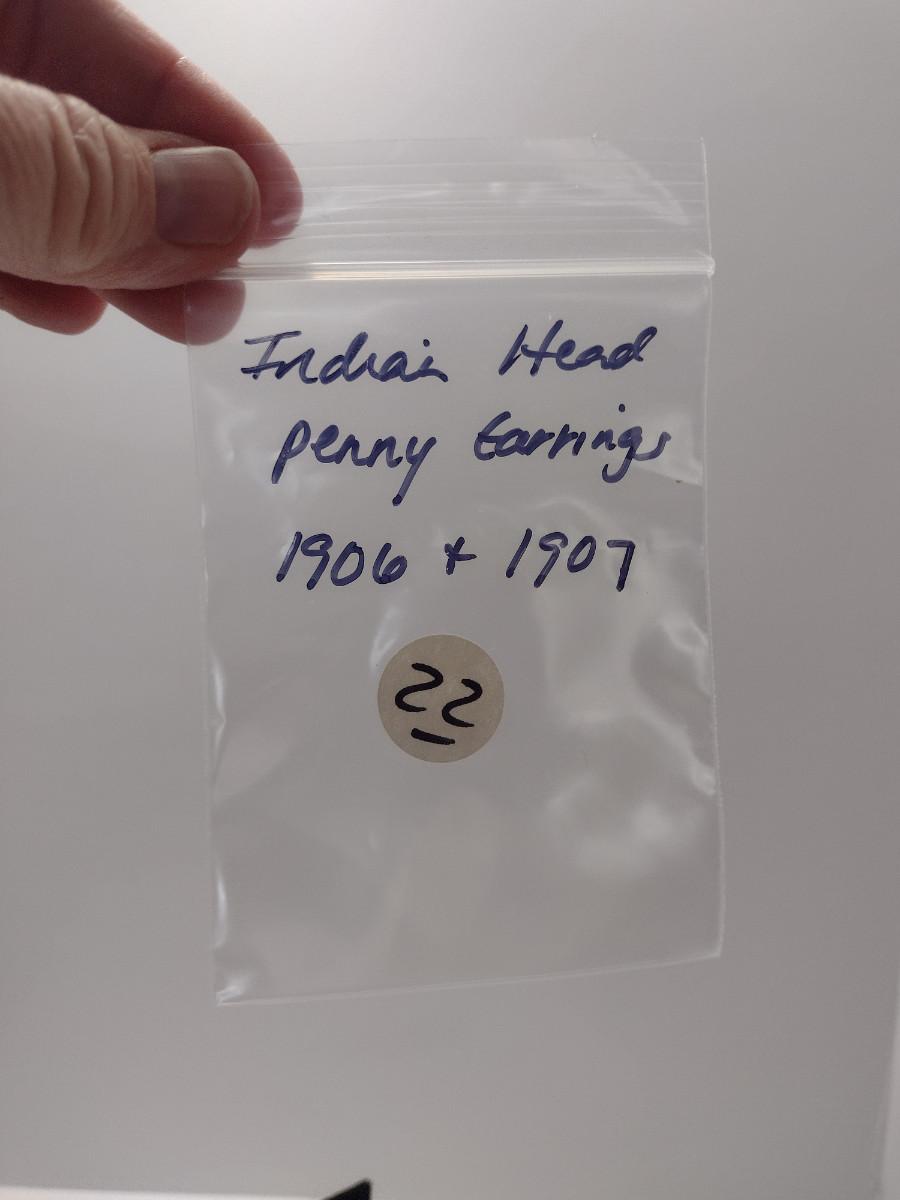 Indian Head
Penny Earrings
1906 + 1907
22